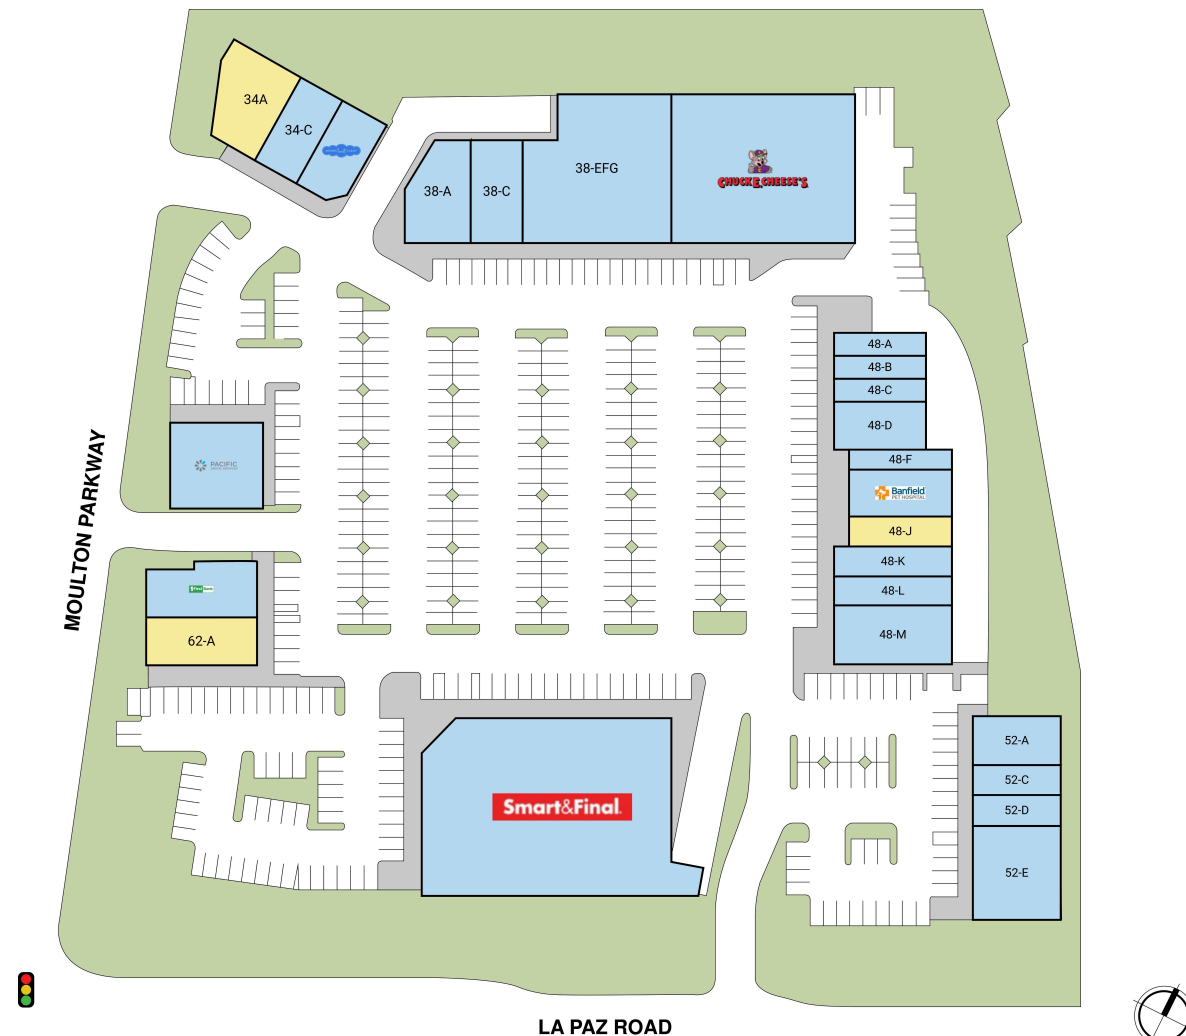 34A
34-C
38-A
38-C
38-EFG
CHUCK E. CHEESE'S
48-A
48-B
48-C
48-D
48-F
Banfield
PET HOSPITAL
48-J
48-K
48-L
48-M
PACIFIC
MOULTON PARKWAY
62-A
Smart&Final.
52-A
52-C
52-D
52-E
LA PAZ ROAD